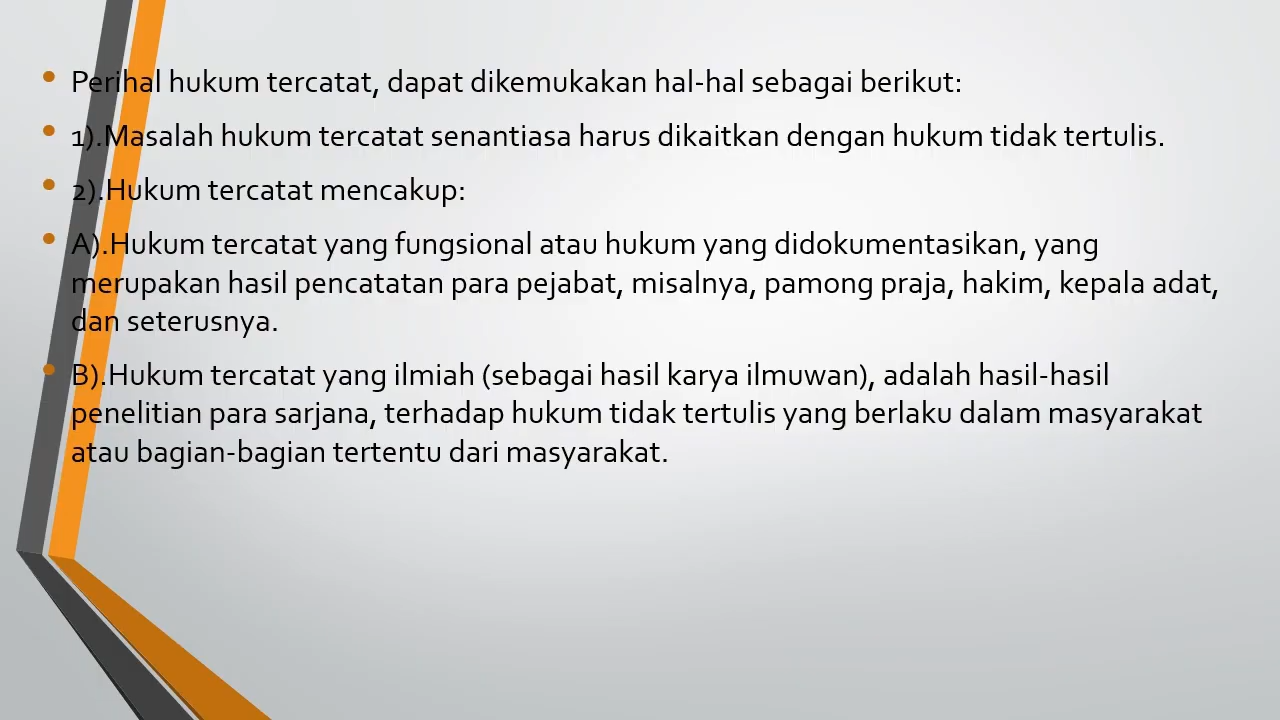 Perihal hukum tercatat, dapat dikemukakan hal-hal sebagai berikut:
1).Masalah hukum tercatat senantiasa harus dikaitkan dengan hukum tidak tertulis.
2).Hukum tercatat mencakup:
A).Hukum tercatat yang fungsional atau hukum yang didokumentasikan, yang
merupakan hasil pencatatan para pejabat, misalnya, pamong praja, hakim, kepala adat,
dan seterusnya.
B).Hukum tercatat yang ilmiah (sebagai hasil karya ilmuwan), adalah hasil-hasil
penelitian para sarjana, terhadap hukum tidak tertulis yang berlaku dalam masyarakat
atau bagian-bagian tertentu dari masyarakat.